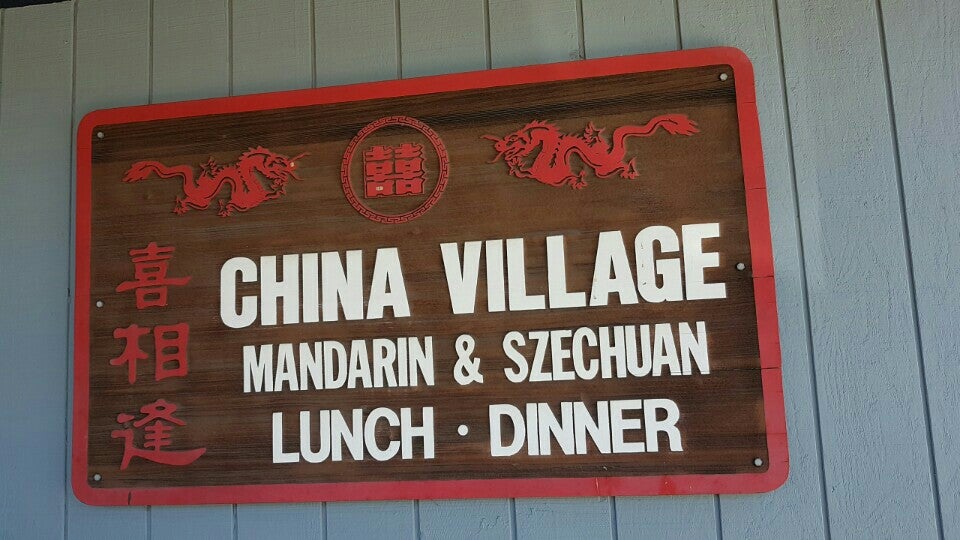 囍
喜相逢
CHINA VILLAGE
MANDARIN & SZECHUAN
LUNCH · DINNER